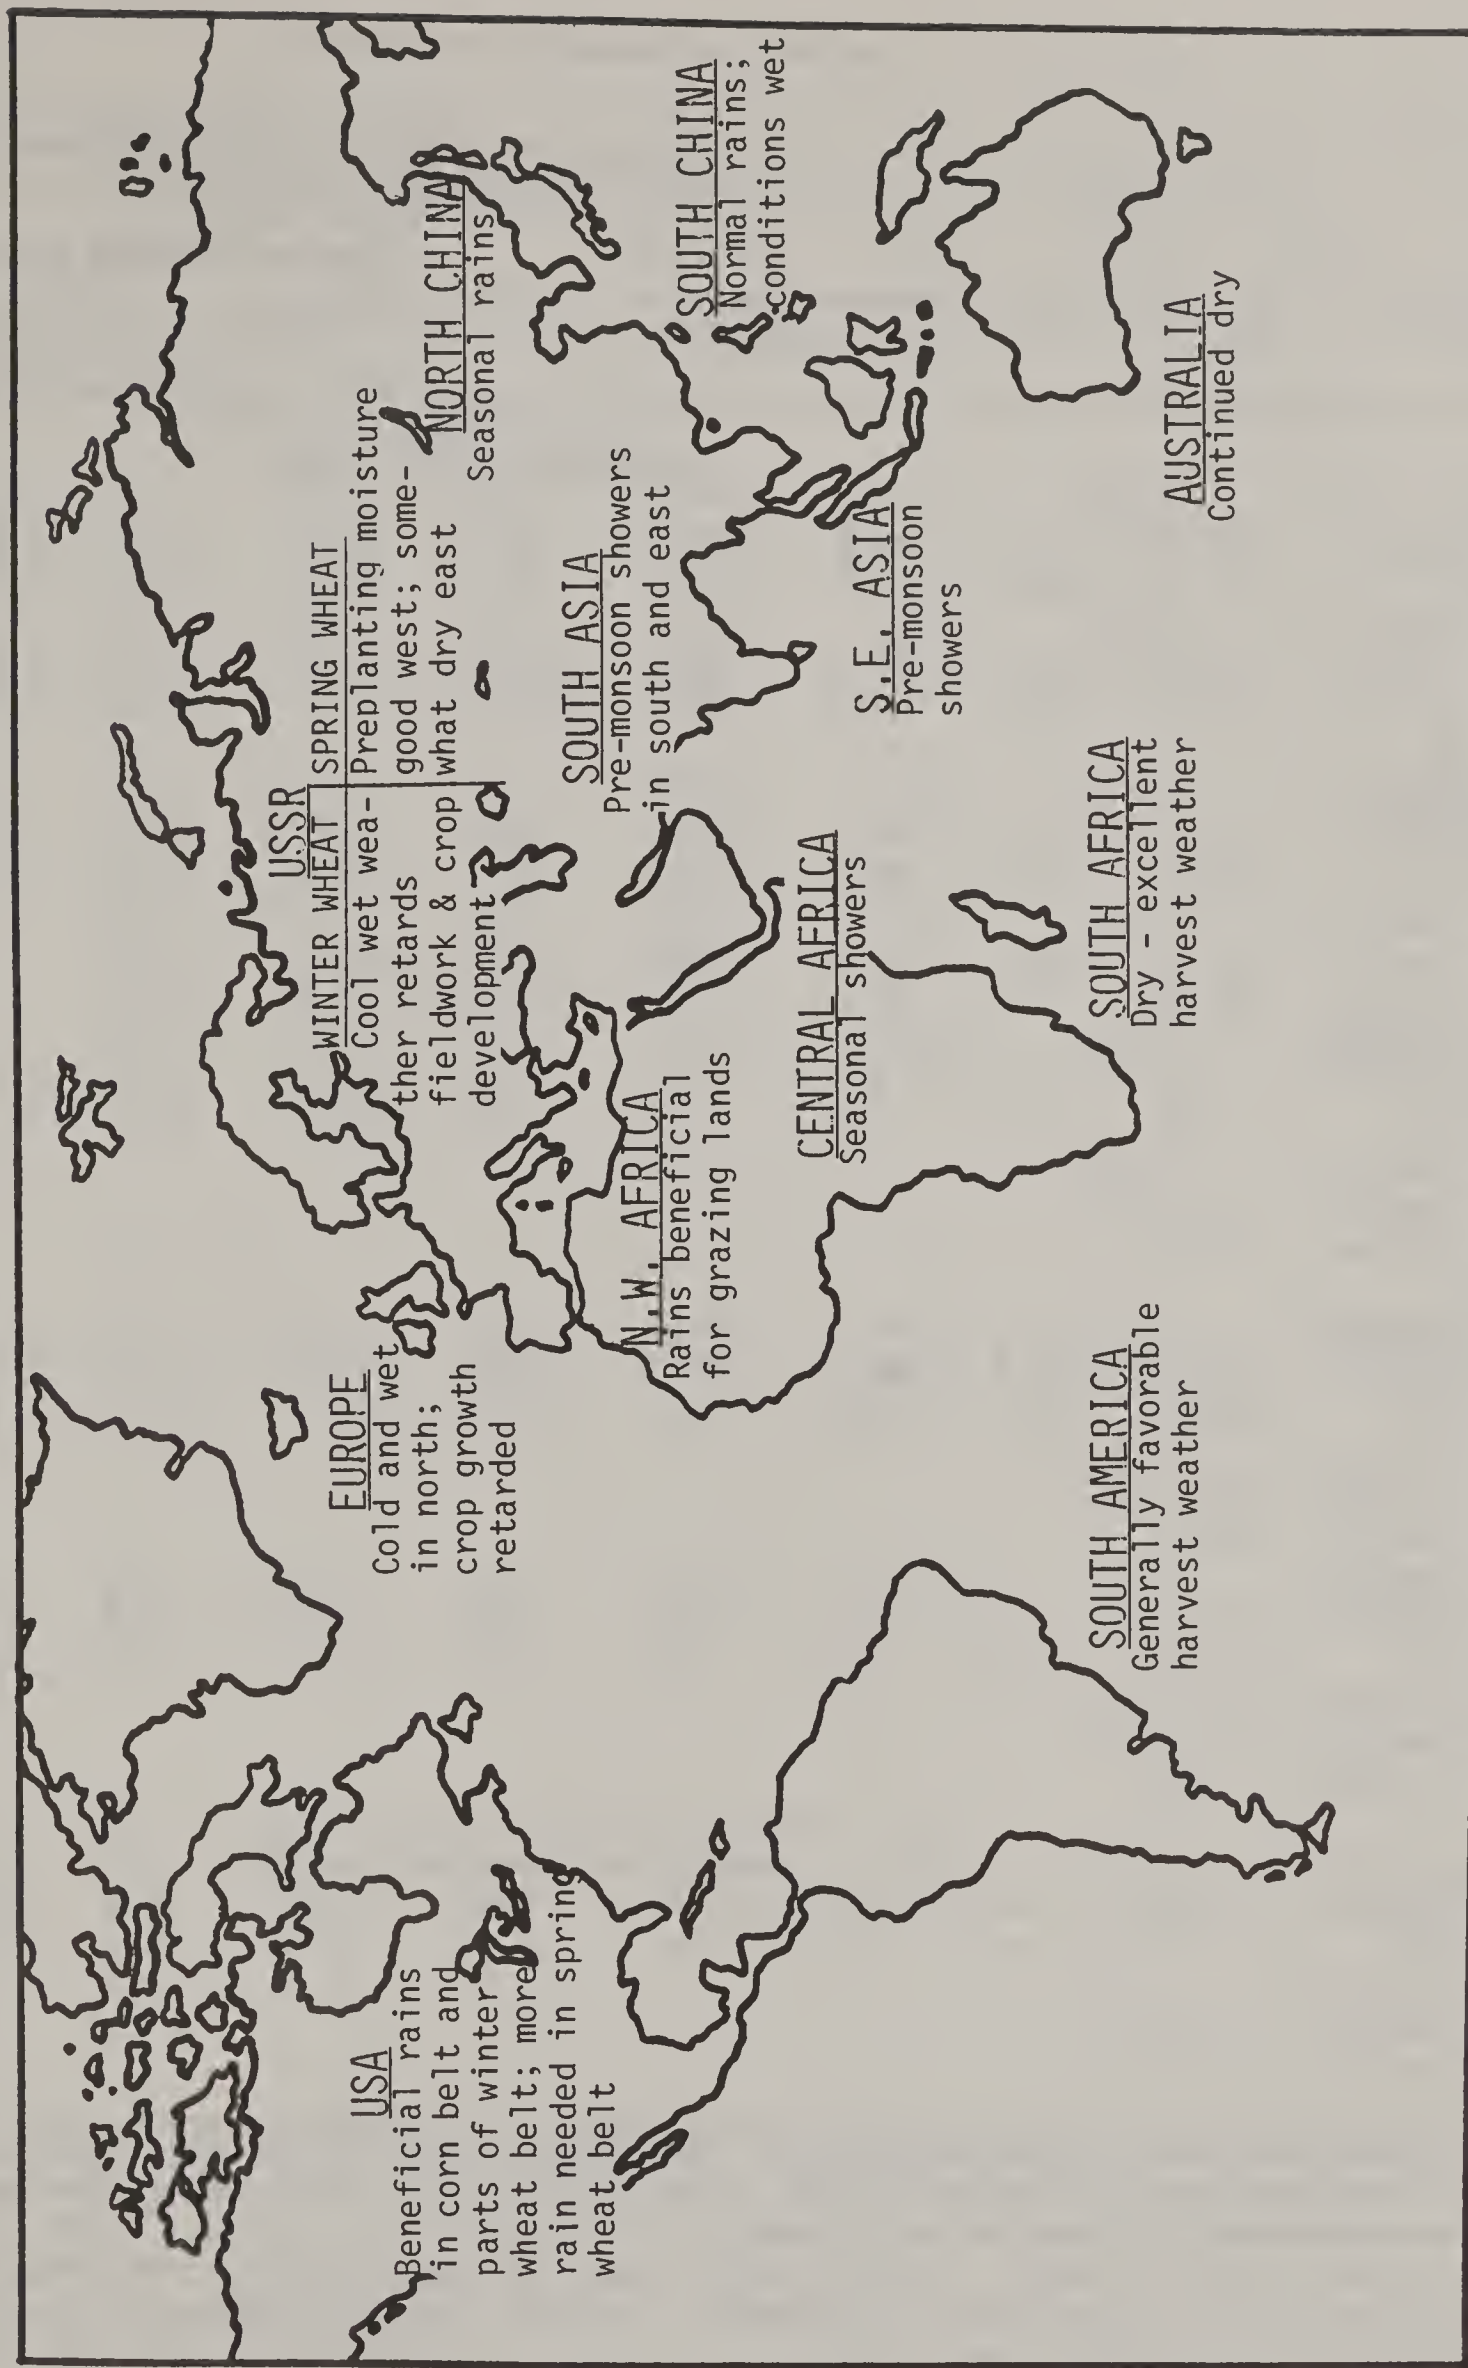 USA
Beneficial rains
in corn belt and
parts of winter
wheat belt; more
rain needed in spring
wheat belt
EUROPE
Cold and wet
in north;
crop growth
retarded
USSR
WINTER WHEAT
Cool wet wea-
ther retards
fieldwork & crop
development
SPRING WHEAT
Preplanting moisture
good west; some-
what dry east
NORTH CHINA
Seasonal rains
SOUTH CHINA
Normal rains;
conditions wet
SOUTH ASIA
Pre-monsoon showers
in south and east
S.E. ASIA
Pre-monsoon
showers
N.W. AFRICA
Rains beneficial
for grazing lands
CENTRAL AFRICA
Seasonal showers
SOUTH AMERICA
Generally favorable
harvest weather
SOUTH AFRICA
Dry - excellent
harvest weather
AUSTRALIA
Continued dry